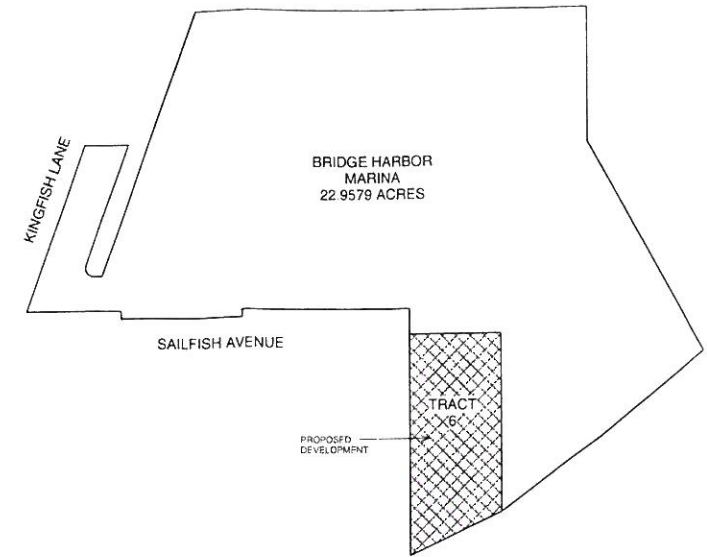 BRIDGE HARBOR
MARINA
22.9579 ACRES
KINGFISH LANE
SAILFISH AVENUE
TRACT
6
PROPOSED
DEVELOPMENT